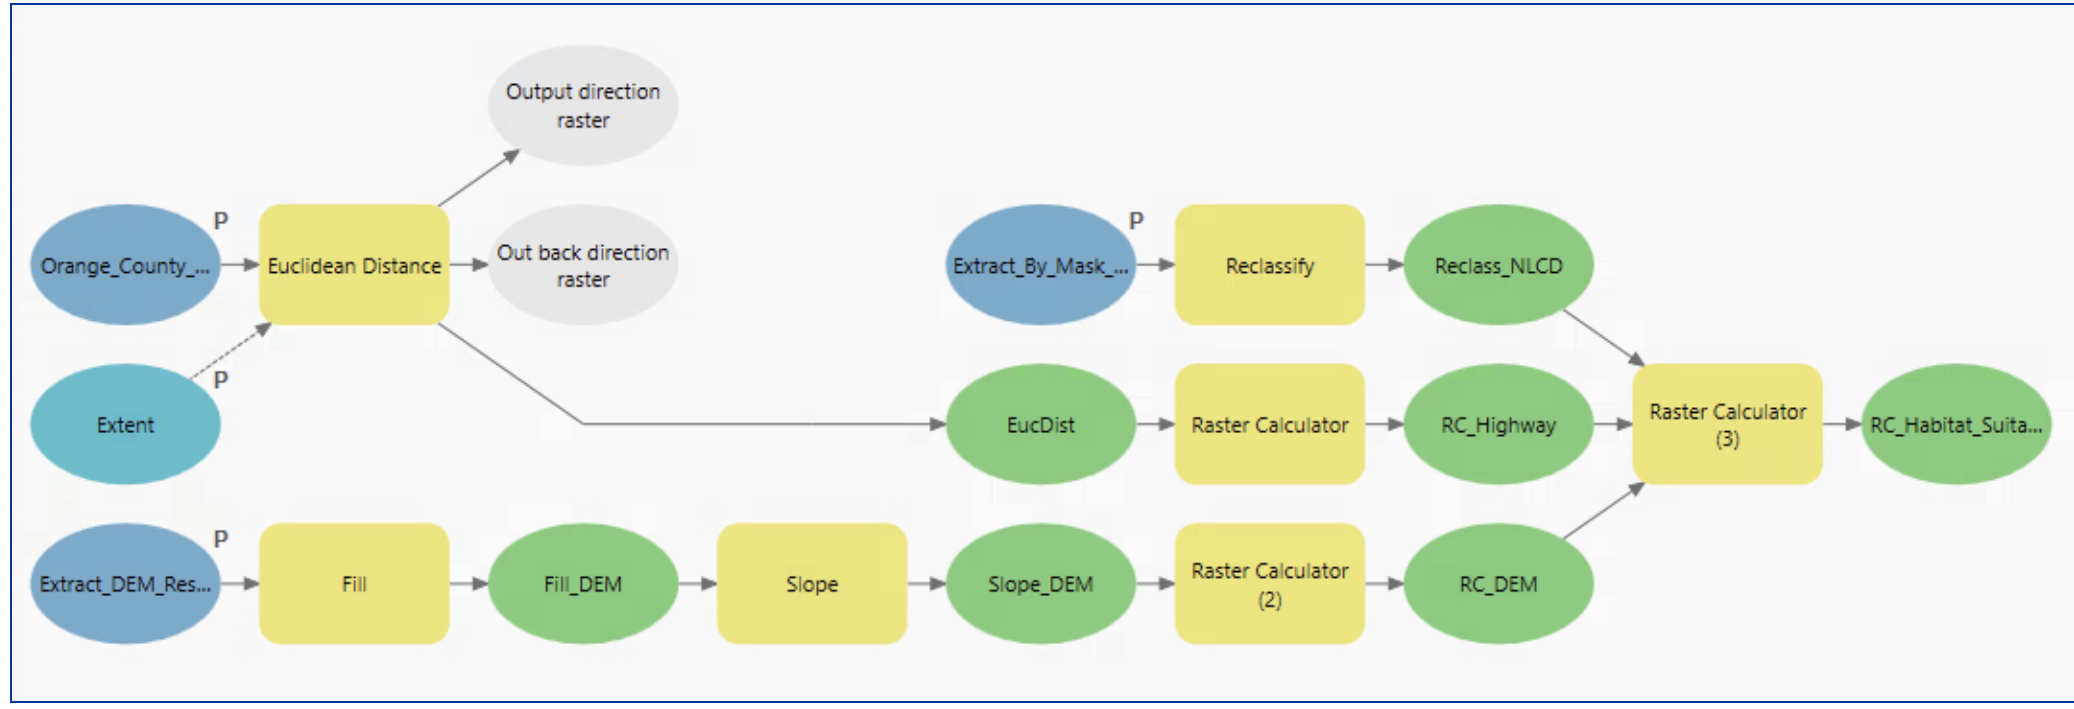 Output direction
raster
P
Orange_County_...
Euclidean Distance
Out back direction
raster
P
Extract_By_Mask_...
Reclassify
Reclass_NLCD
P
Extent
EucDist
Raster Calculator
RC_Highway
Raster Calculator
(3)
RC_Habitat_Suita...
P
Extract_DEM_Res...
Fill
Fill_DEM
Slope
Slope_DEM
Raster Calculator
(2)
RC_DEM